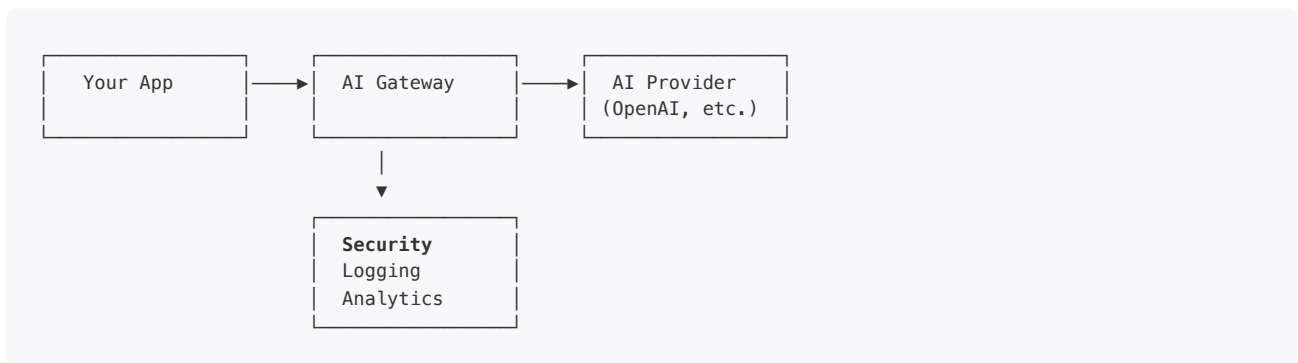 Your App
AI Gateway
AI Provider
(OpenAI, etc.)
Security
Logging
Analytics